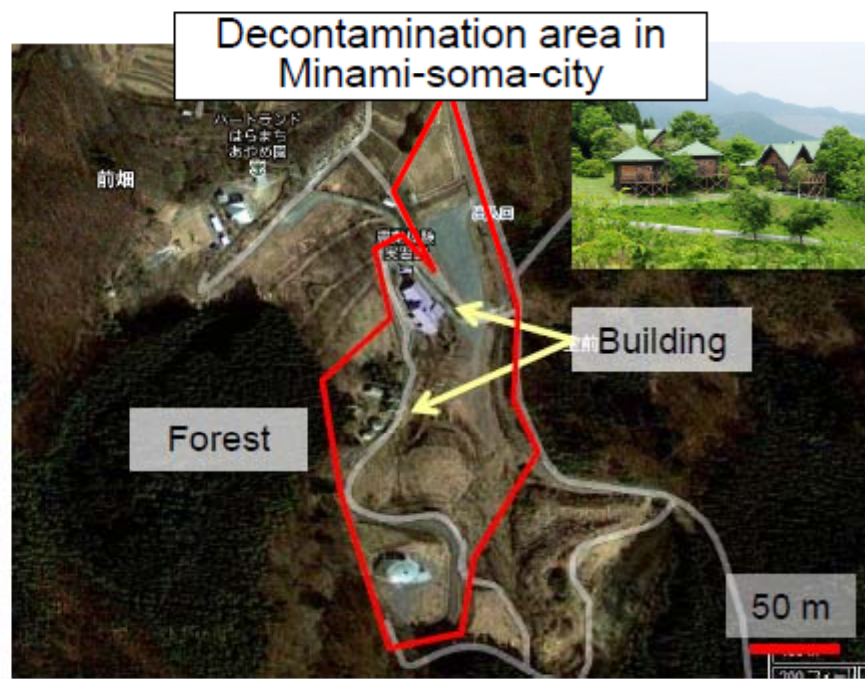 Decontamination area in
Minami-soma-city
ハートランド
はらまち
あやめ園
前畑
Building
Forest
50 m